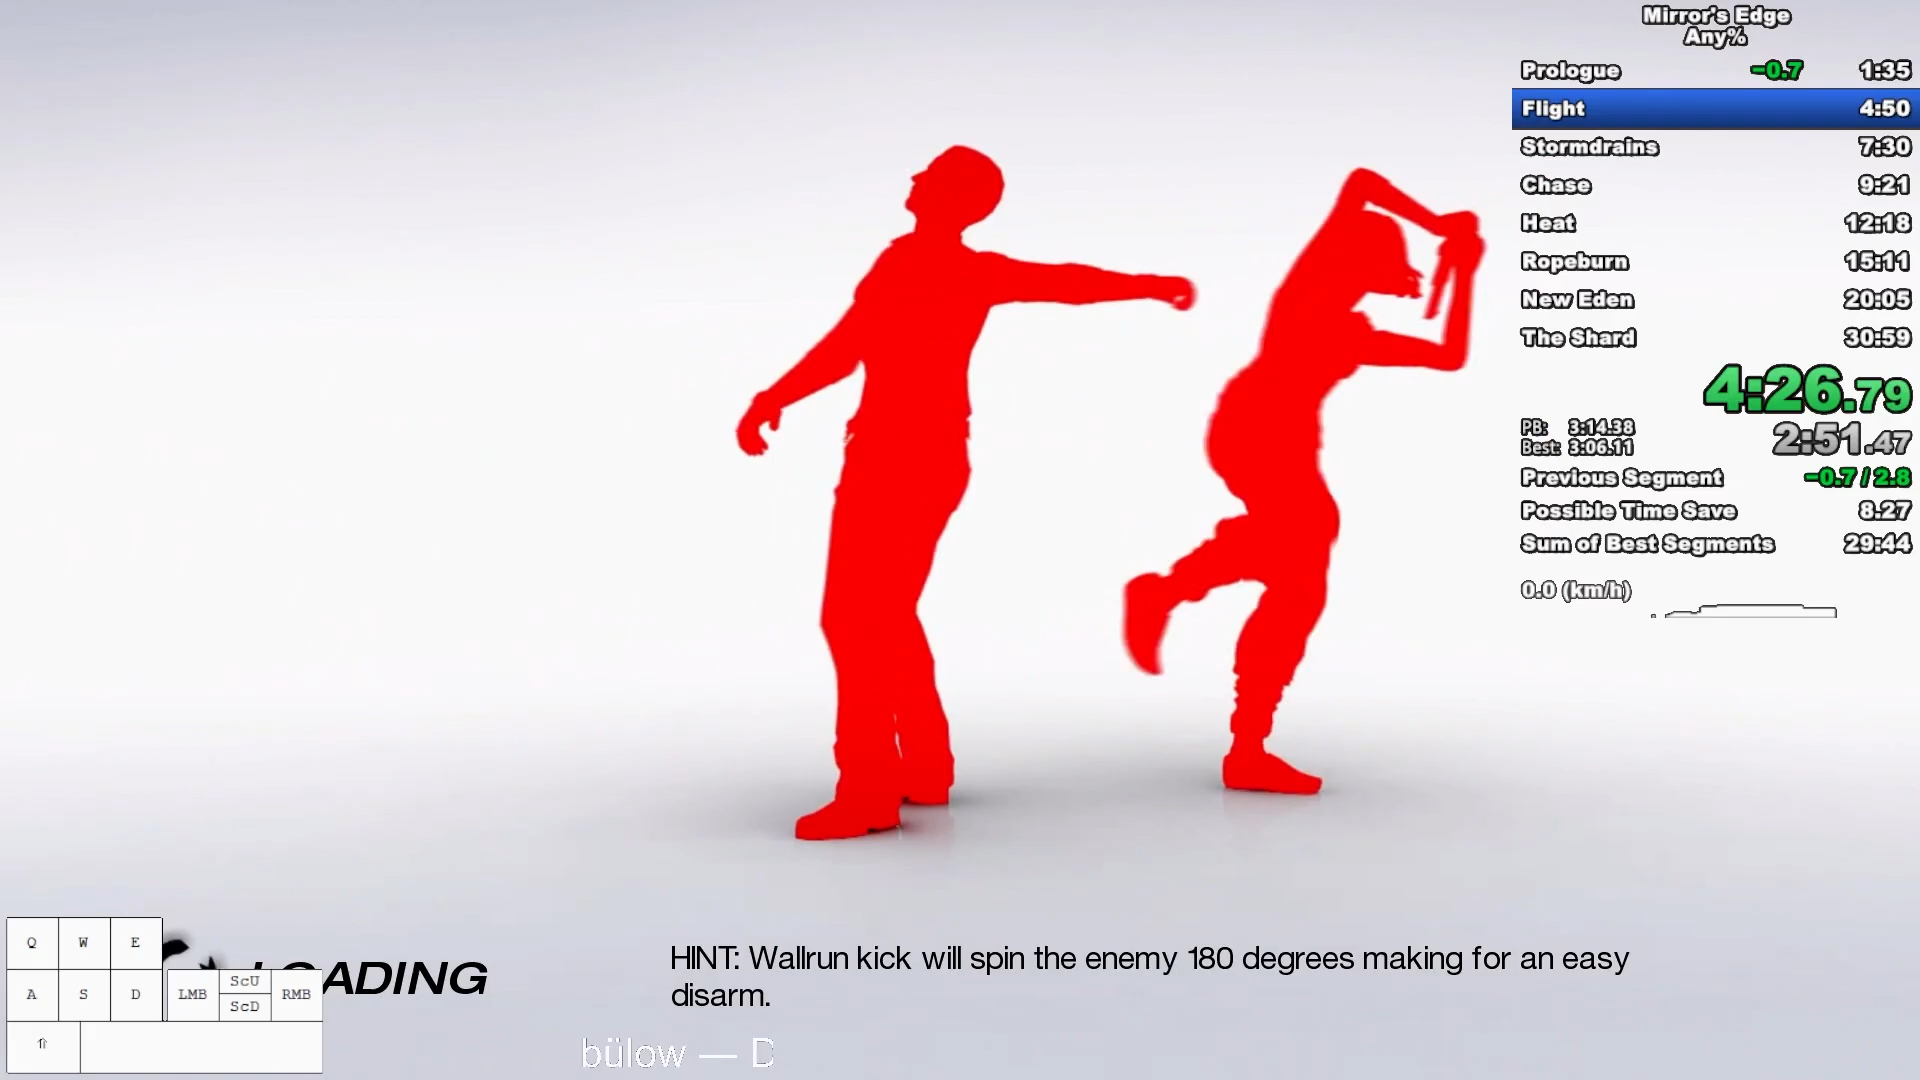 Mirror's Edge
Any%
Prologue -0.7 1:35
Flight 4:50
Stormdrains 7:30
Chase 9:21
Heat 12:18
Ropeburn 15:11
New Eden 20:05
The Shard 30:59
4:26.79
PB: 3:14.38
Best: 3:06.11
2:51.47
Previous Segment -0.7 / 2.8
Possible Time Save 8.27
Sum of Best Segments 29:44
0.0 (km/h)
Q W E
A S D LMB ScU ScD RMB
⇧
LOADING
HINT: Wallrun kick will spin the enemy 180 degrees making for an easy
disarm.
bülow — D